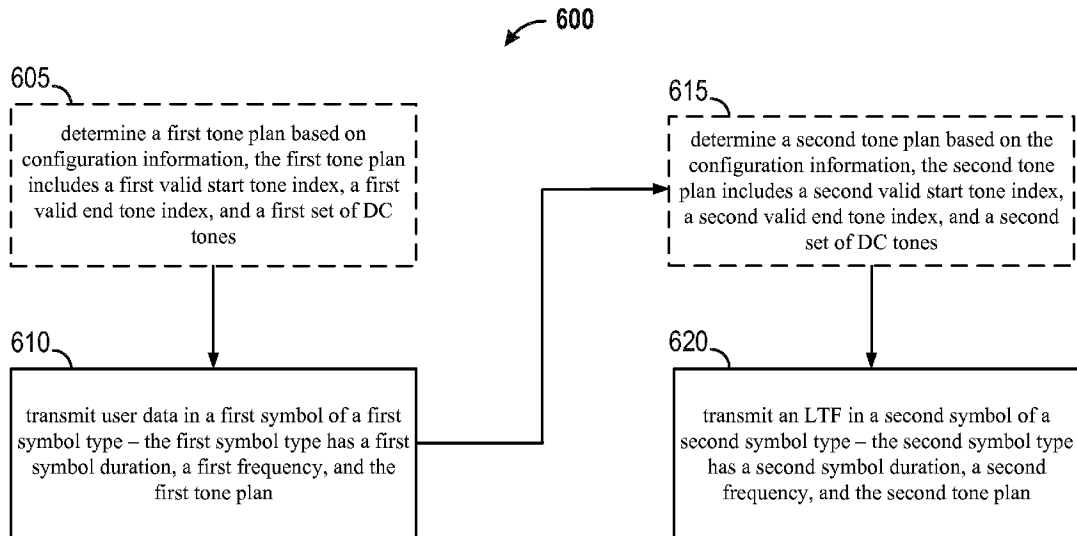 600
605
determine a first tone plan based on
configuration information, the first tone plan
includes a first valid start tone index, a first
valid end tone index, and a first set of DC
tones
610
transmit user data in a first symbol of a first
symbol type – the first symbol type has a first
symbol duration, a first frequency, and the
first tone plan
615
determine a second tone plan based on the
configuration information, the second tone
plan includes a second valid start tone index,
a second valid end tone index, and a second
set of DC tones
620
transmit an LTF in a second symbol of a
second symbol type – the second symbol type
has a second symbol duration, a second
frequency, and the second tone plan